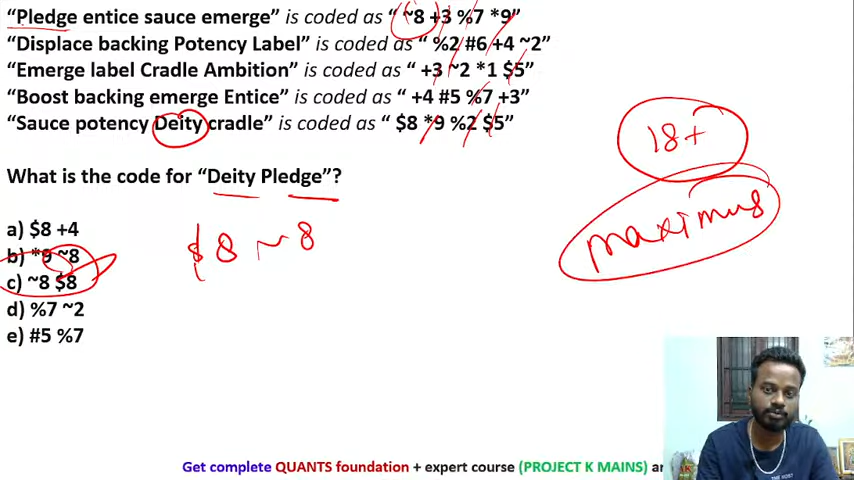 “Pledge entice sauce emerge” is coded as “ ~8 +3 %7 *9”
“Displace backing Potency Label” is coded as “ %2 #6 +4 ~2”
“Emerge label Cradle Ambition” is coded as “ +3 ~2 *1 $5”
“Boost backing emerge Entice” is coded as “ +4 #5 %7 +3”
“Sauce potency Deity cradle” is coded as “ $8 *9 %2 $5”
18+
What is the code for “Deity Pledge”?
maximus
a) $8 +4
$8 ~8
b) *9 ~8
c) ~8 $8
d) %7 ~2
e) #5 %7
Get complete QUANTS foundation + expert course (PROJECT K MAINS) ar